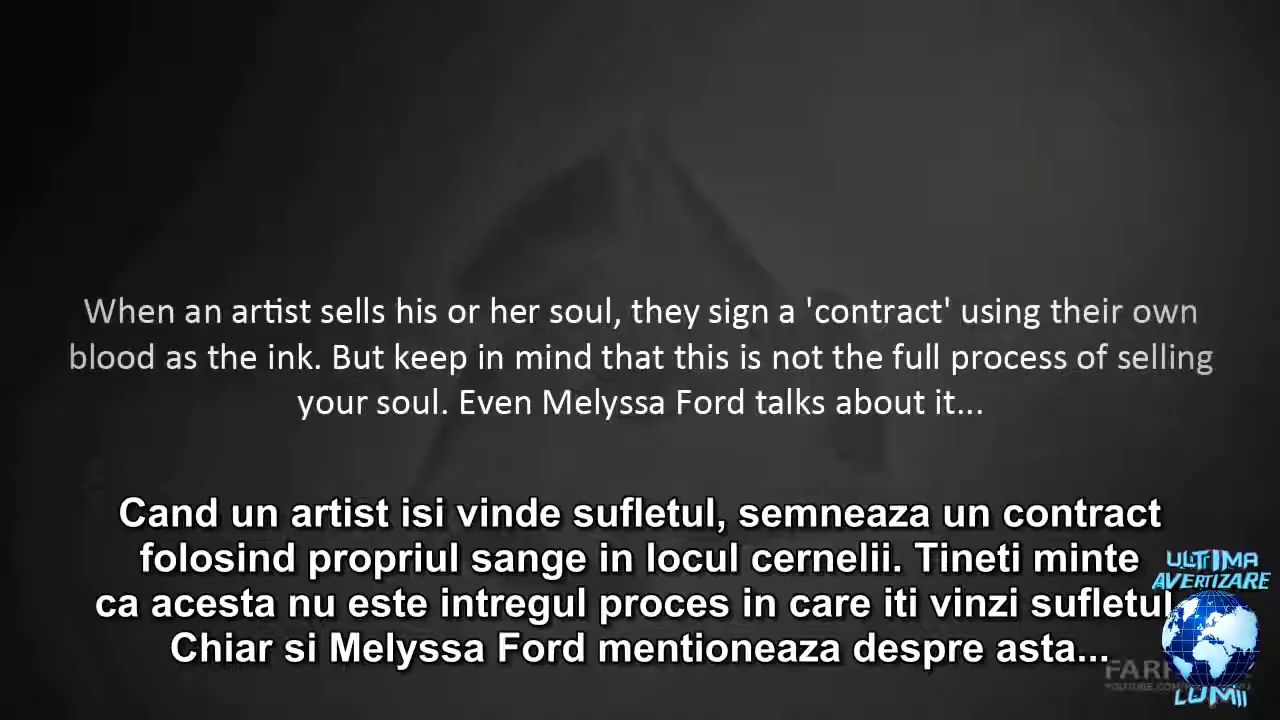 When an artist sells his or her soul, they sign a 'contract' using their own
blood as the ink. But keep in mind that this is not the full process of selling
your soul. Even Melyssa Ford talks about it...
Cand un artist isi vinde sufletul, semneaza un contract
folosind propriul sange in locul cernelii. Tineti minte
ca acesta nu este intregul proces in care iti vinzi sufletul
Chiar si Melyssa Ford mentioneaza despre asta...
ULTIMA
AVERTIZARE
LUMII